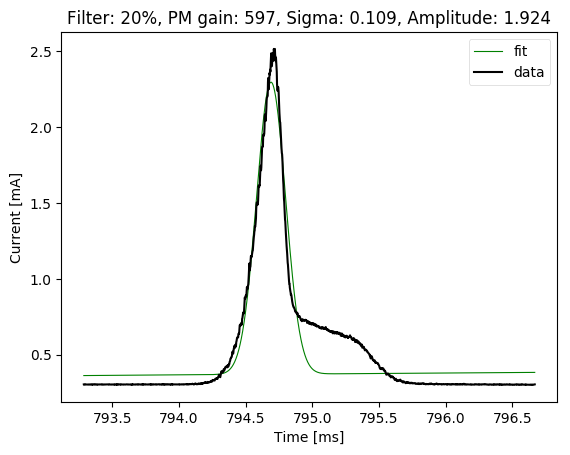 Filter: 20%, PM gain: 597, Sigma: 0.109, Amplitude: 1.924
fit
data
2.5
2.0
1.5
1.0
0.5
Current [mA]
793.5 794.0 794.5 795.0 795.5 796.0 796.5
Time [ms]